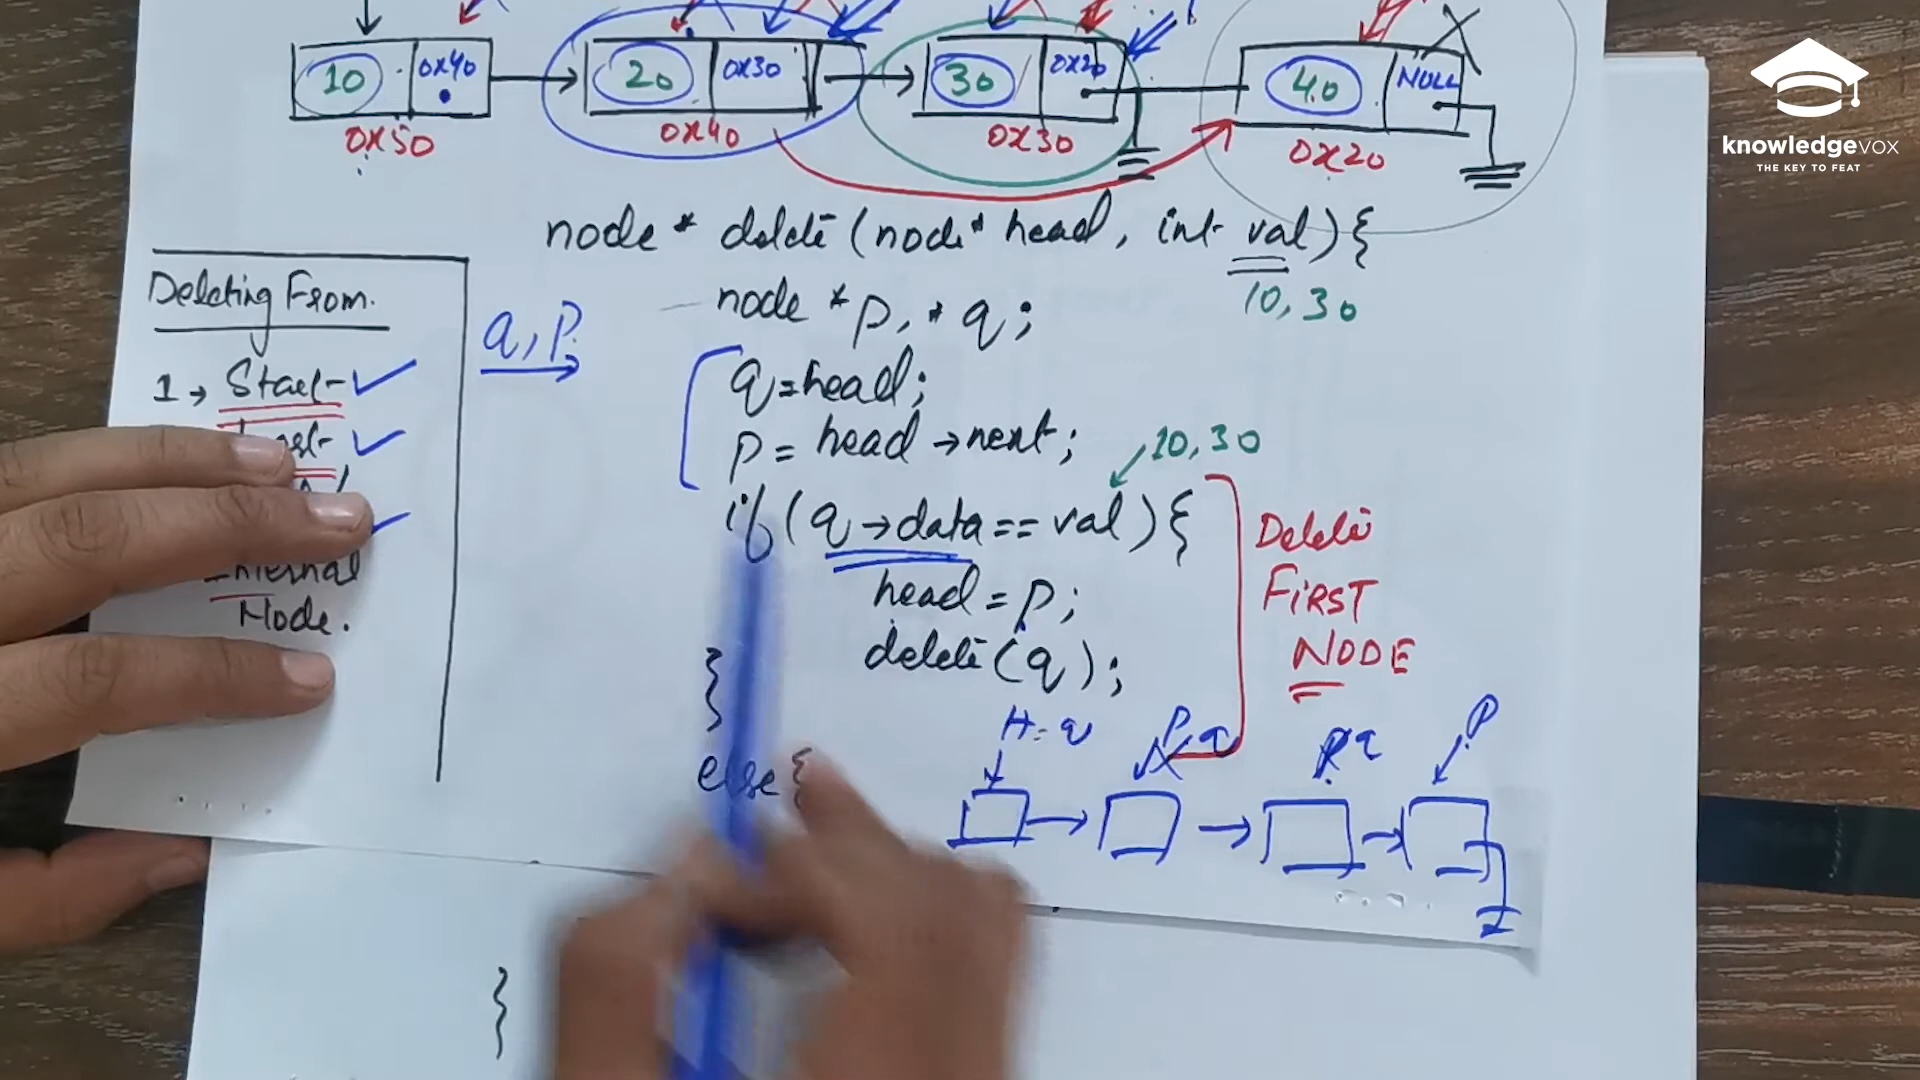 10 0x40 20 0x30 30 0x20 40 NULL
0x50 0x40 0x30 0x20
knowledgevox
THE KEY TO FEAT
node * delete (node* head, int val) {
10, 30
Deleting From.
1 → Start
Internal
Node.
q, P
node *p, *q;
q = head;
p = head → next;
10, 30
if (q → data == val) {
head = p;
delete (q);
}
Delete
FIRST
NODE
else {
H = q P q P q P
}